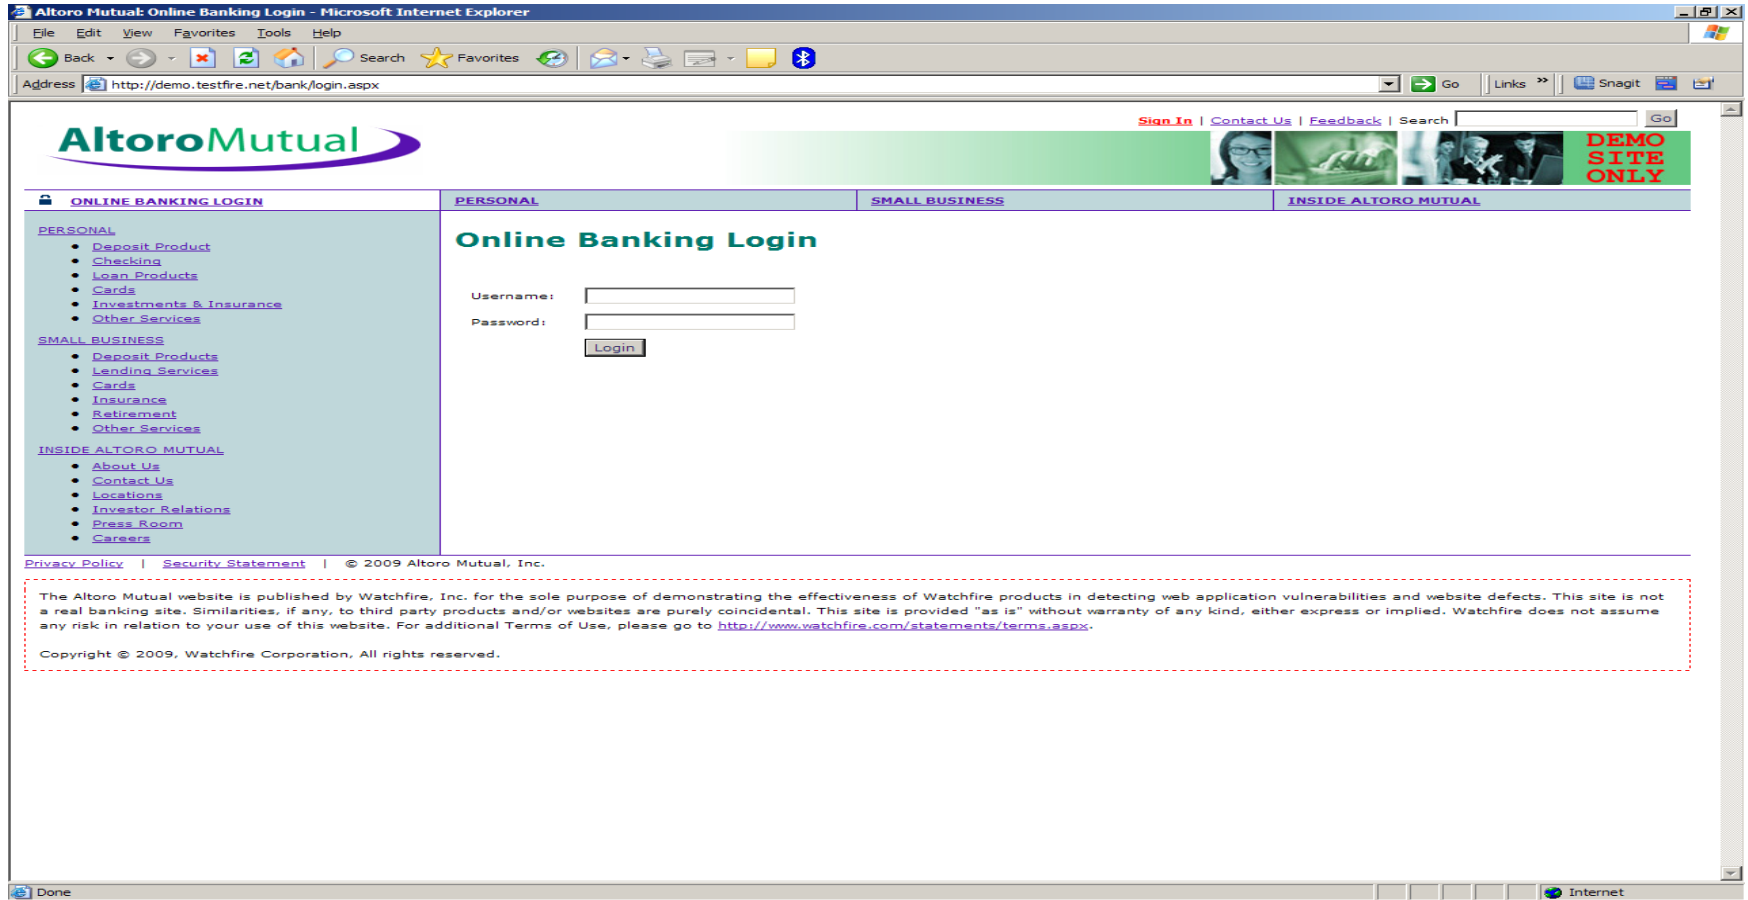 Altoro Mutual: Online Banking Login - Microsoft Internet Explorer
File Edit View Favorites Tools Help
Back Search Favorites
Address http://demo.testfire.net/bank/login.aspx Go Links » Snagit
Sign In | Contact Us | Feedback | Search Go
AltoroMutual
DEMO
SITE
ONLY
ONLINE BANKING LOGIN PERSONAL SMALL BUSINESS INSIDE ALTORO MUTUAL
PERSONAL
Deposit Product
Checking
Loan Products
Cards
Investments & Insurance
Other Services
SMALL BUSINESS
Deposit Products
Lending Services
Cards
Insurance
Retirement
Other Services
INSIDE ALTORO MUTUAL
About Us
Contact Us
Locations
Investor Relations
Press Room
Careers
Online Banking Login
Username:
Password:
Login
Privacy Policy | Security Statement | © 2009 Altoro Mutual, Inc.
The Altoro Mutual website is published by Watchfire, Inc. for the sole purpose of demonstrating the effectiveness of Watchfire products in detecting web application vulnerabilities and website defects. This site is not
a real banking site. Similarities, if any, to third party products and/or websites are purely coincidental. This site is provided "as is" without warranty of any kind, either express or implied. Watchfire does not assume
any risk in relation to your use of this website. For additional Terms of Use, please go to http://www.watchfire.com/statements/terms.aspx.
Copyright © 2009, Watchfire Corporation, All rights reserved.
Done Internet